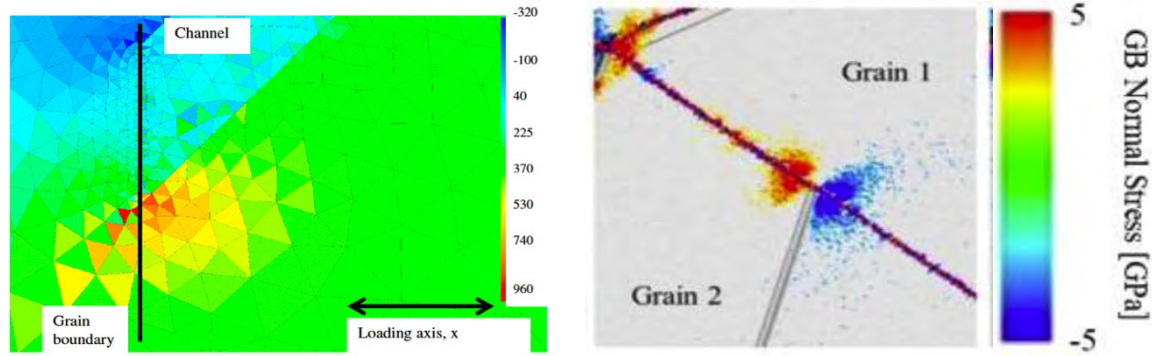 Channel
-320
-100
40
225
370
530
740
960
Grain
boundary
Loading axis, x
Grain 1
Grain 2
5
-5
GB Normal Stress [GPa]